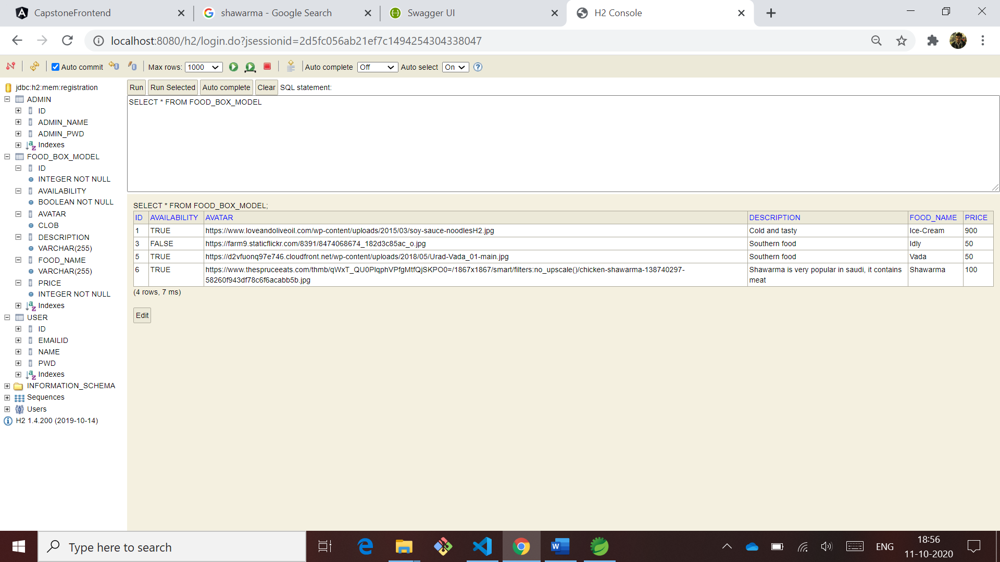 CapstoneFrontend
shawarma - Google Search
Swagger UI
H2 Console
localhost:8080/h2/login.do?jsessionid=2d5fc056ab21ef7c1494254304338047
Auto commit
Max rows: 1000
Auto complete Off
Auto select On
jdbc:h2:mem:registration
ADMIN
ID
ADMIN_NAME
ADMIN_PWD
Indexes
FOOD_BOX_MODEL
ID
INTEGER NOT NULL
AVAILABILITY
BOOLEAN NOT NULL
AVATAR
CLOB
DESCRIPTION
VARCHAR(255)
FOOD_NAME
VARCHAR(255)
PRICE
INTEGER NOT NULL
Indexes
USER
ID
EMAILID
NAME
PWD
Indexes
INFORMATION_SCHEMA
Sequences
Users
H2 1.4.200 (2019-10-14)
Run Run Selected Auto complete Clear SQL statement:
SELECT * FROM FOOD_BOX_MODEL
SELECT * FROM FOOD_BOX_MODEL;
ID AVAILABILITY AVATAR DESCRIPTION FOOD_NAME PRICE
1 TRUE https://www.loveandoliveoil.com/wp-content/uploads/2015/03/soy-sauce-noodlesH2.jpg Cold and tasty Ice-Cream 900
3 FALSE https://farm9.staticflickr.com/8391/8474068674_182d3c85ac_o.jpg Southern food Idly 50
5 TRUE https://d2vfuonq97e746.cloudfront.net/wp-content/uploads/2018/05/Urad-Vada_01-main.jpg Southern food Vada 50
6 TRUE https://www.thespruceeats.com/thmb/qWxT_QU0PlqphVPfgMtfQjSKPO0=/1867x1867/smart/filters:no_upscale()/chicken-shawarma-138740297- Shawarma is very popular in saudi, it contains Shawarma 100
58260f943df78c6f6acabb5b.jpg meat
(4 rows, 7 ms)
Edit
Type here to search
ENG
18:56
11-10-2020